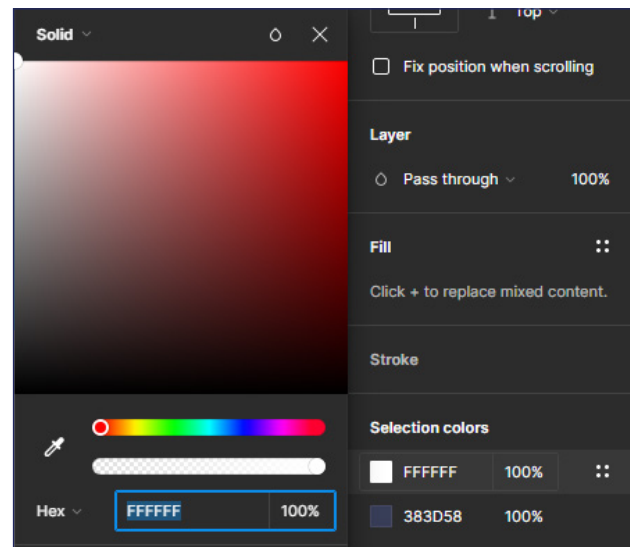 Solid
Hex FFFFFF 100%
Top
Fix position when scrolling
Layer
Pass through 100%
Fill
Click + to replace mixed content.
Stroke
Selection colors
FFFFFF 100%
383D58 100%